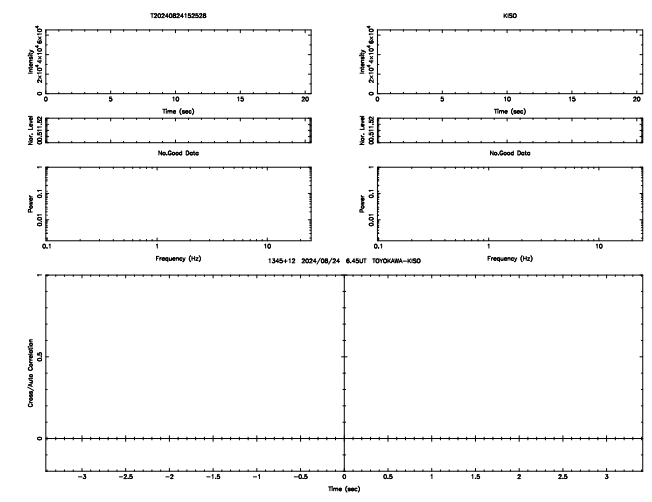 T20240824152528 KISO
Intensity 0 2×10⁴ 4×10⁴ 6×10⁴ Intensity 0 2×10⁴ 4×10⁴ 6×10⁴
0 5 10 15 20 0 5 10 15 20
Time (sec) Time (sec)
Nor. Level 00.511.52 Nor. Level 00.511.52
No.Good Data No.Good Data
Power 0.01 0.1 1 Power 0.01 0.1 1
0.1 1 10 0.1 1 10
Frequency (Hz) Frequency (Hz)
1345+12 2024/08/24 6.45UT TOYOKAWA-KISO
Cross/Auto Correlation 0 0.5 1
-3 -2.5 -2 -1.5 -1 -0.5 0 0.5 1 1.5 2 2.5 3
Time (sec)